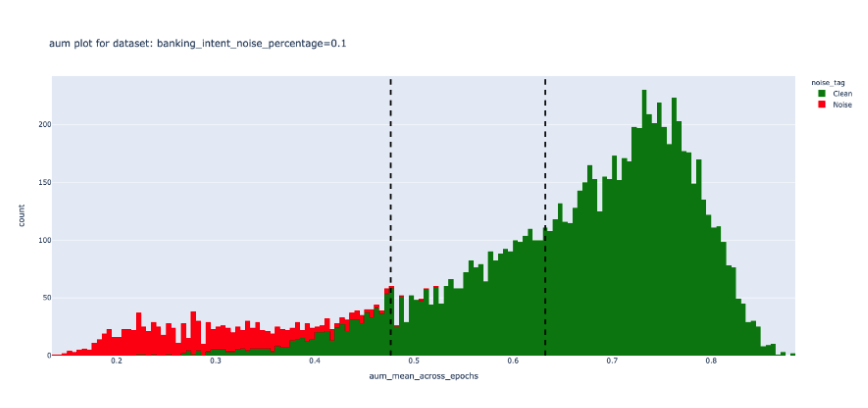 aum plot for dataset: banking_intent_noise_percentage=0.1
noise_tag
Clean
Noise
200
150
100
50
0
count
0.2 0.3 0.4 0.5 0.6 0.7 0.8
aum_mean_across_epochs